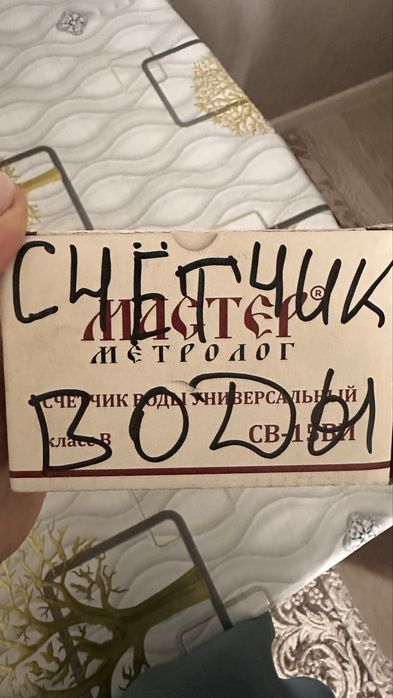 СЧЁТЧИК
МАСТЕР®
МЕТРОЛОГ
СЧЕТЧИК ВОДЫ УНИВЕРСАЛЬНЫЙ
класс В
СВ-15ВИ
ВОДЫ